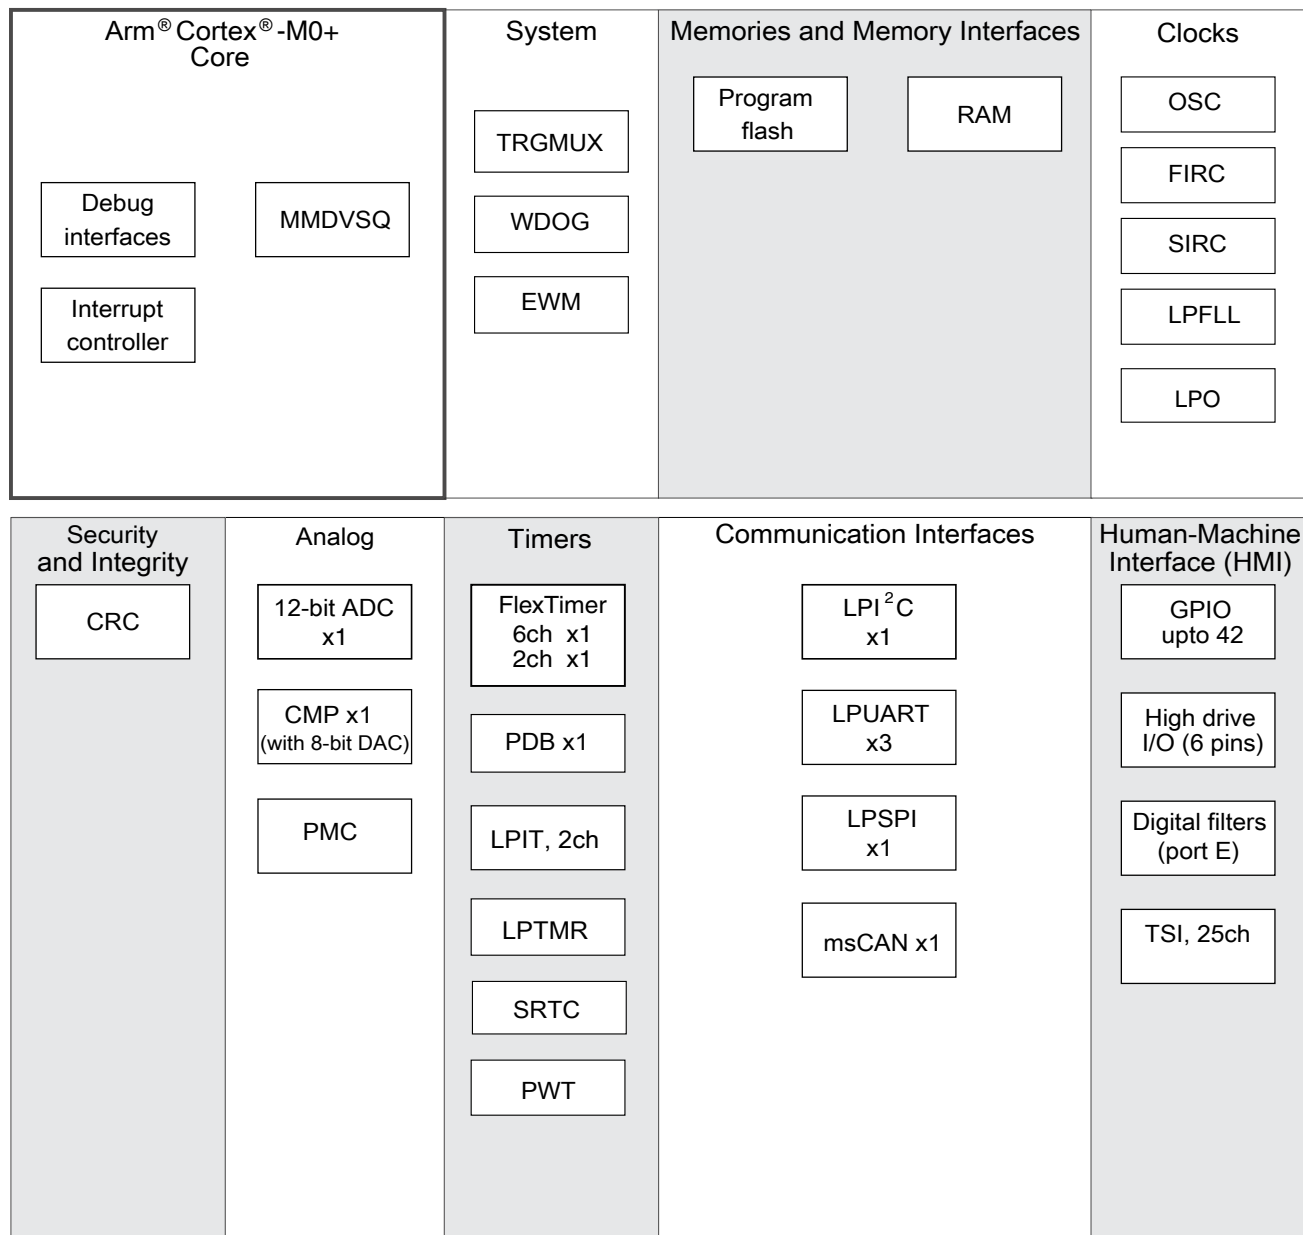 Arm® Cortex®-M0+
Core
Debug
interfaces
MMDVSQ
Interrupt
controller
System
TRGMUX
WDOG
EWM
Memories and Memory Interfaces
Program
flash
RAM
Clocks
OSC
FIRC
SIRC
LPFLL
LPO
Security
and Integrity
CRC
Analog
12-bit ADC
x1
CMP x1
(with 8-bit DAC)
PMC
Timers
FlexTimer
6ch x1
2ch x1
PDB x1
LPIT, 2ch
LPTMR
SRTC
PWT
Communication Interfaces
LPI²C
x1
LPUART
x3
LPSPI
x1
msCAN x1
Human-Machine
Interface (HMI)
GPIO
upto 42
High drive
I/O (6 pins)
Digital filters
(port E)
TSI, 25ch